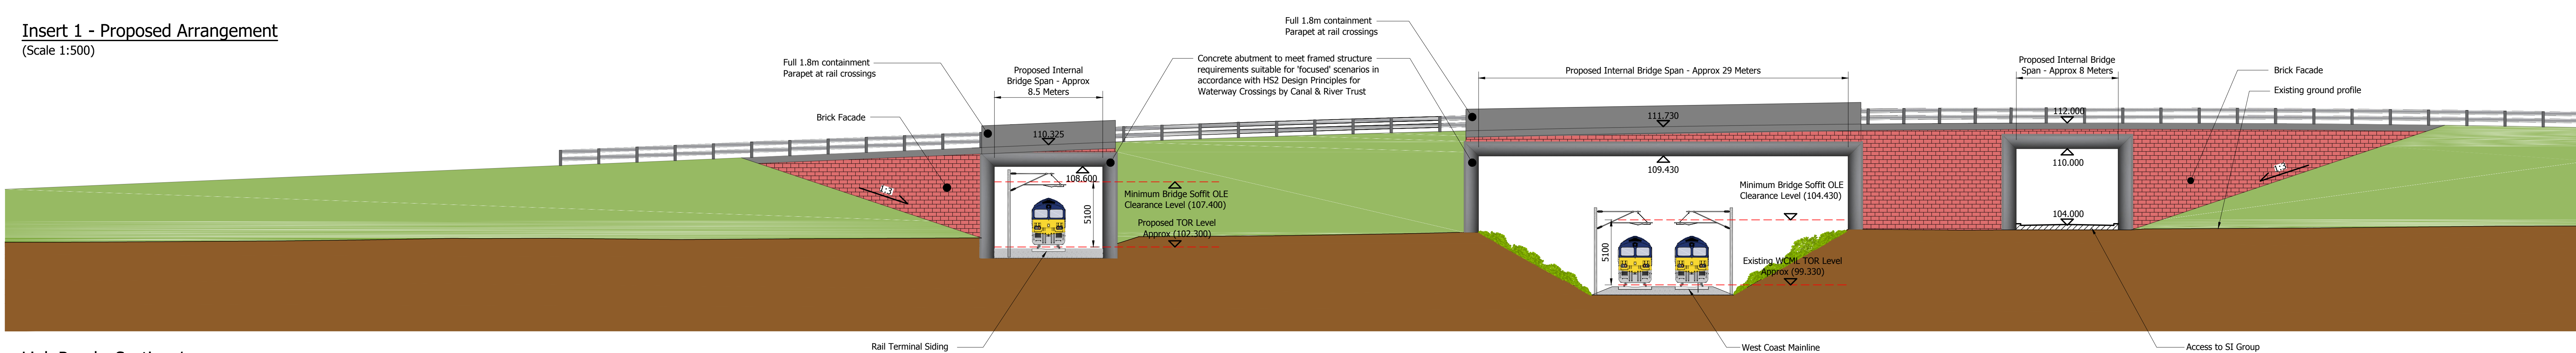 Insert 1 - Proposed Arrangement
(Scale 1:500)
Full 1.8m containment
Parapet at rail crossings
Brick Facade
Proposed Internal
Bridge Span - Approx
8.5 Meters
110.325
108.600
5100
1:3
Rail Terminal Siding
Minimum Bridge Soffit OLE
Clearance Level (107.400)
Proposed TOR Level
Approx (102.300)
Concrete abutment to meet framed structure
requirements suitable for 'focused' scenarios in
accordance with HS2 Design Principles for
Waterway Crossings by Canal & River Trust
Full 1.8m containment
Parapet at rail crossings
Proposed Internal Bridge Span - Approx 29 Meters
111.730
109.430
5100
Minimum Bridge Soffit OLE
Clearance Level (104.430)
Existing WCML TOR Level
Approx (99.330)
West Coast Mainline
Proposed Internal Bridge
Span - Approx 8 Meters
112.000
110.000
104.000
Access to SI Group
Brick Facade
Existing ground profile
1:3